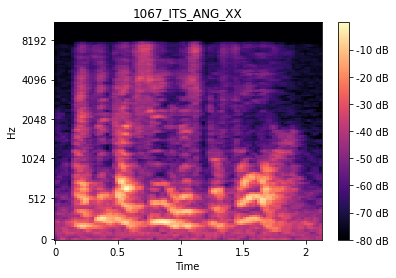 1067_ITS_ANG_XX
8192
4096
2048
1024
512
0
Hz
0
0.5
1
1.5
2
Time
-10 dB
-20 dB
-30 dB
-40 dB
-50 dB
-60 dB
-70 dB
-80 dB